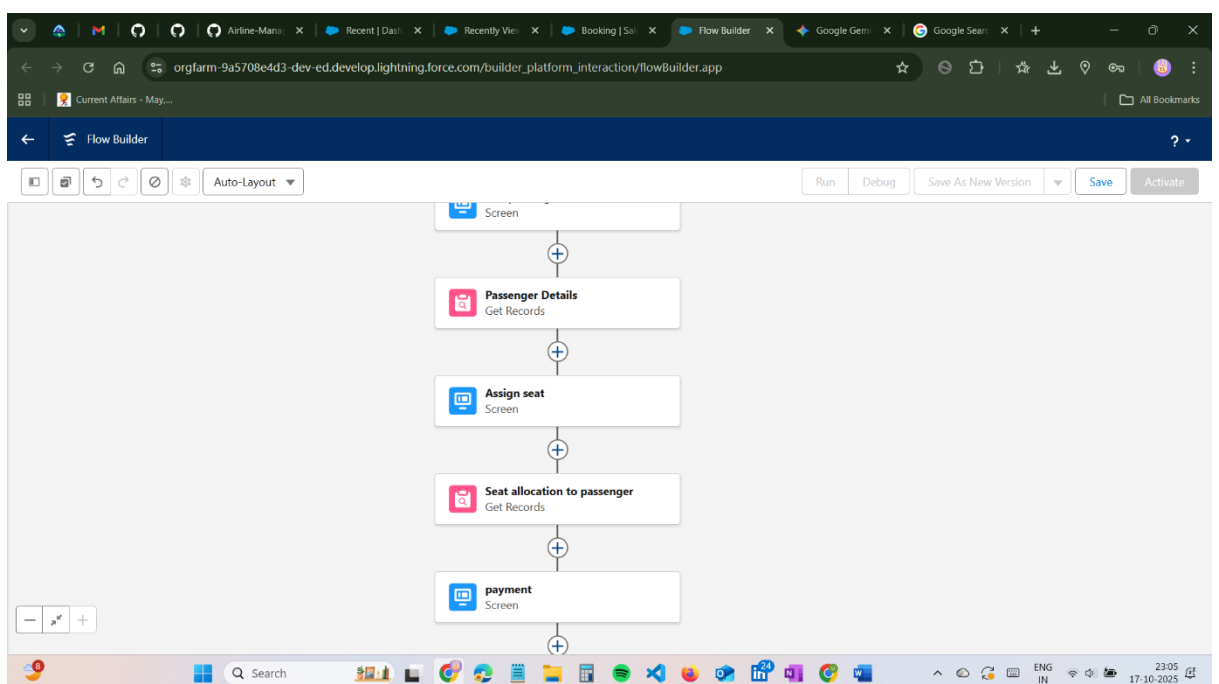 Airline-Mana
Recent | Dash
Recently View
Booking | Sal
Flow Builder
Google Gemi
Google Searc
orgfarm-9a5708e4d3-dev-ed.develop.lightning.force.com/builder_platform_interaction/flowBuilder.app
Current Affairs - May,...
All Bookmarks
Flow Builder
?
Auto-Layout
Run
Debug
Save As New Version
Save
Activate
Screen
Passenger Details
Get Records
Assign seat
Screen
Seat allocation to passenger
Get Records
payment
Screen
8
Search
24
ENG
IN
23:05
17-10-2025